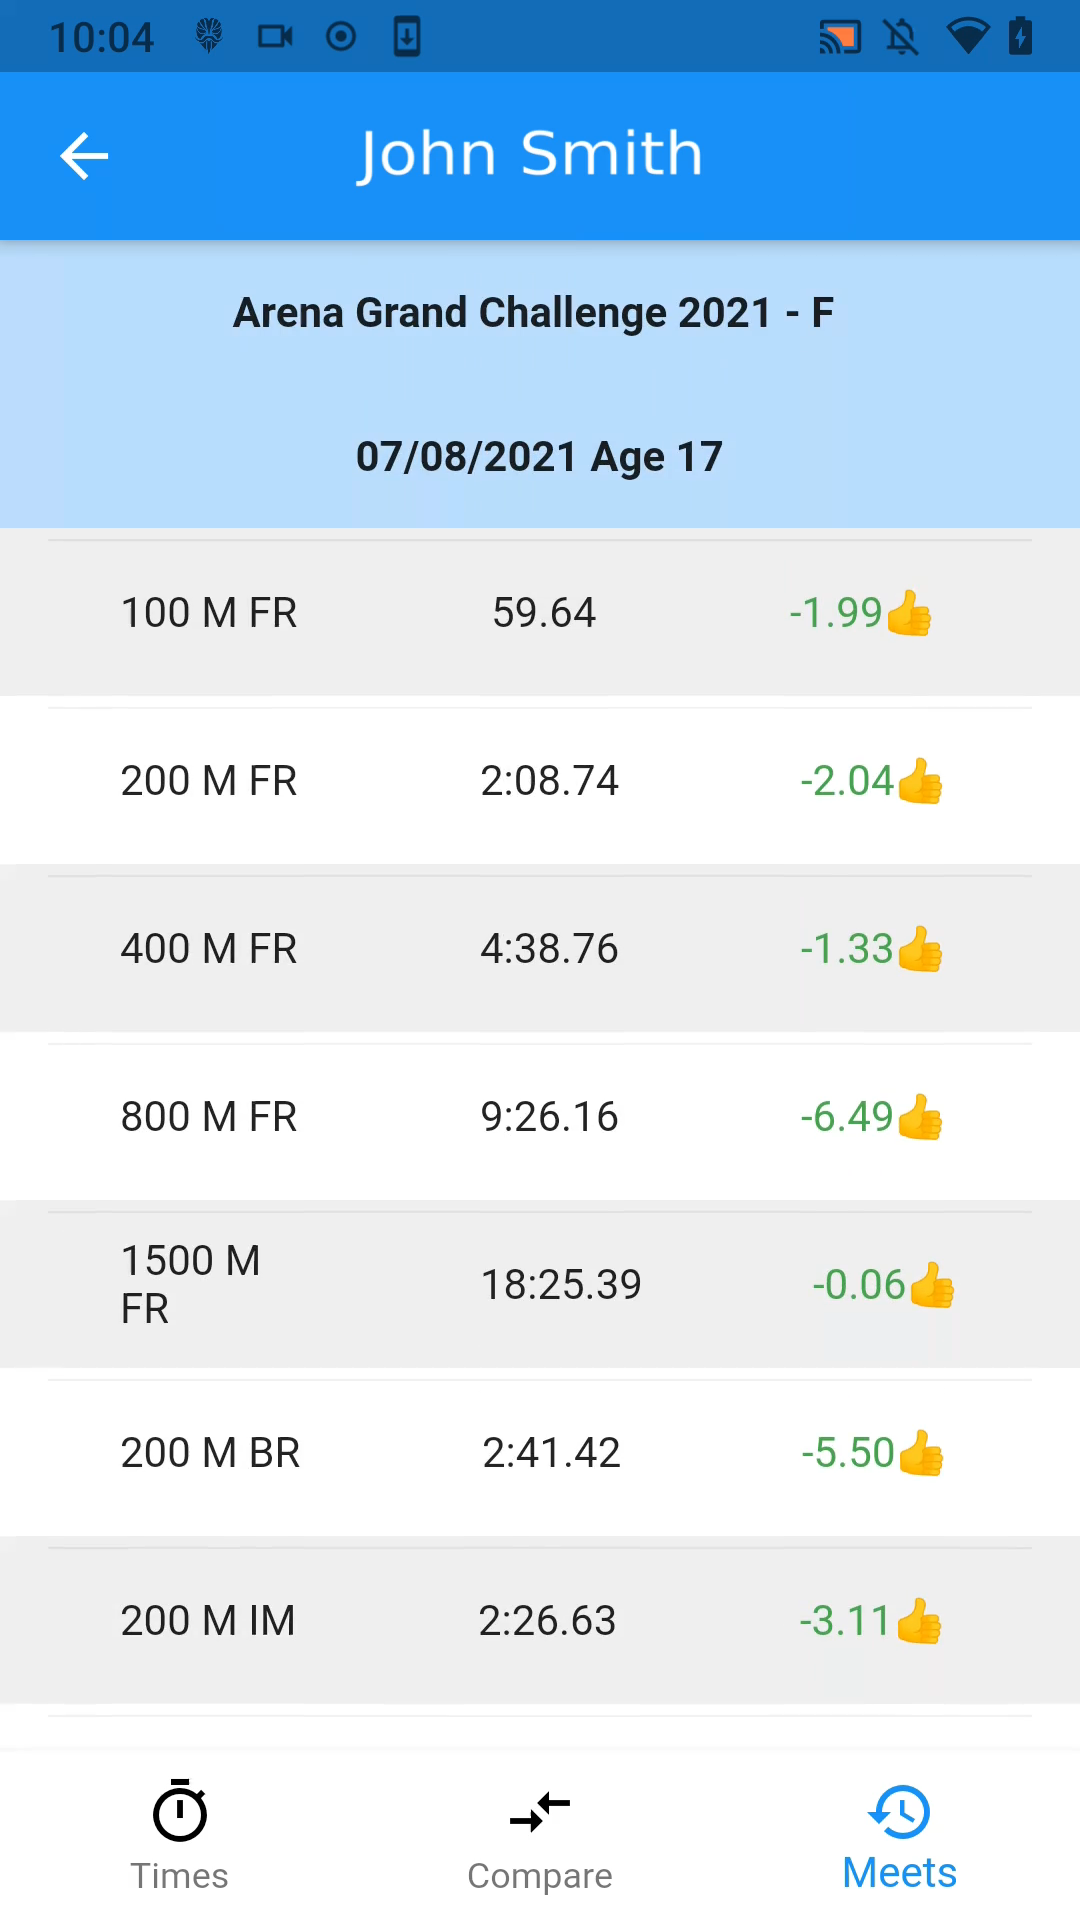 10:04
John Smith
Arena Grand Challenge 2021 - F
07/08/2021 Age 17
100 M FR 59.64 -1.99👍
200 M FR 2:08.74 -2.04👍
400 M FR 4:38.76 -1.33👍
800 M FR 9:26.16 -6.49👍
1500 M
FR 18:25.39 -0.06👍
200 M BR 2:41.42 -5.50👍
200 M IM 2:26.63 -3.11👍
Times Compare Meets